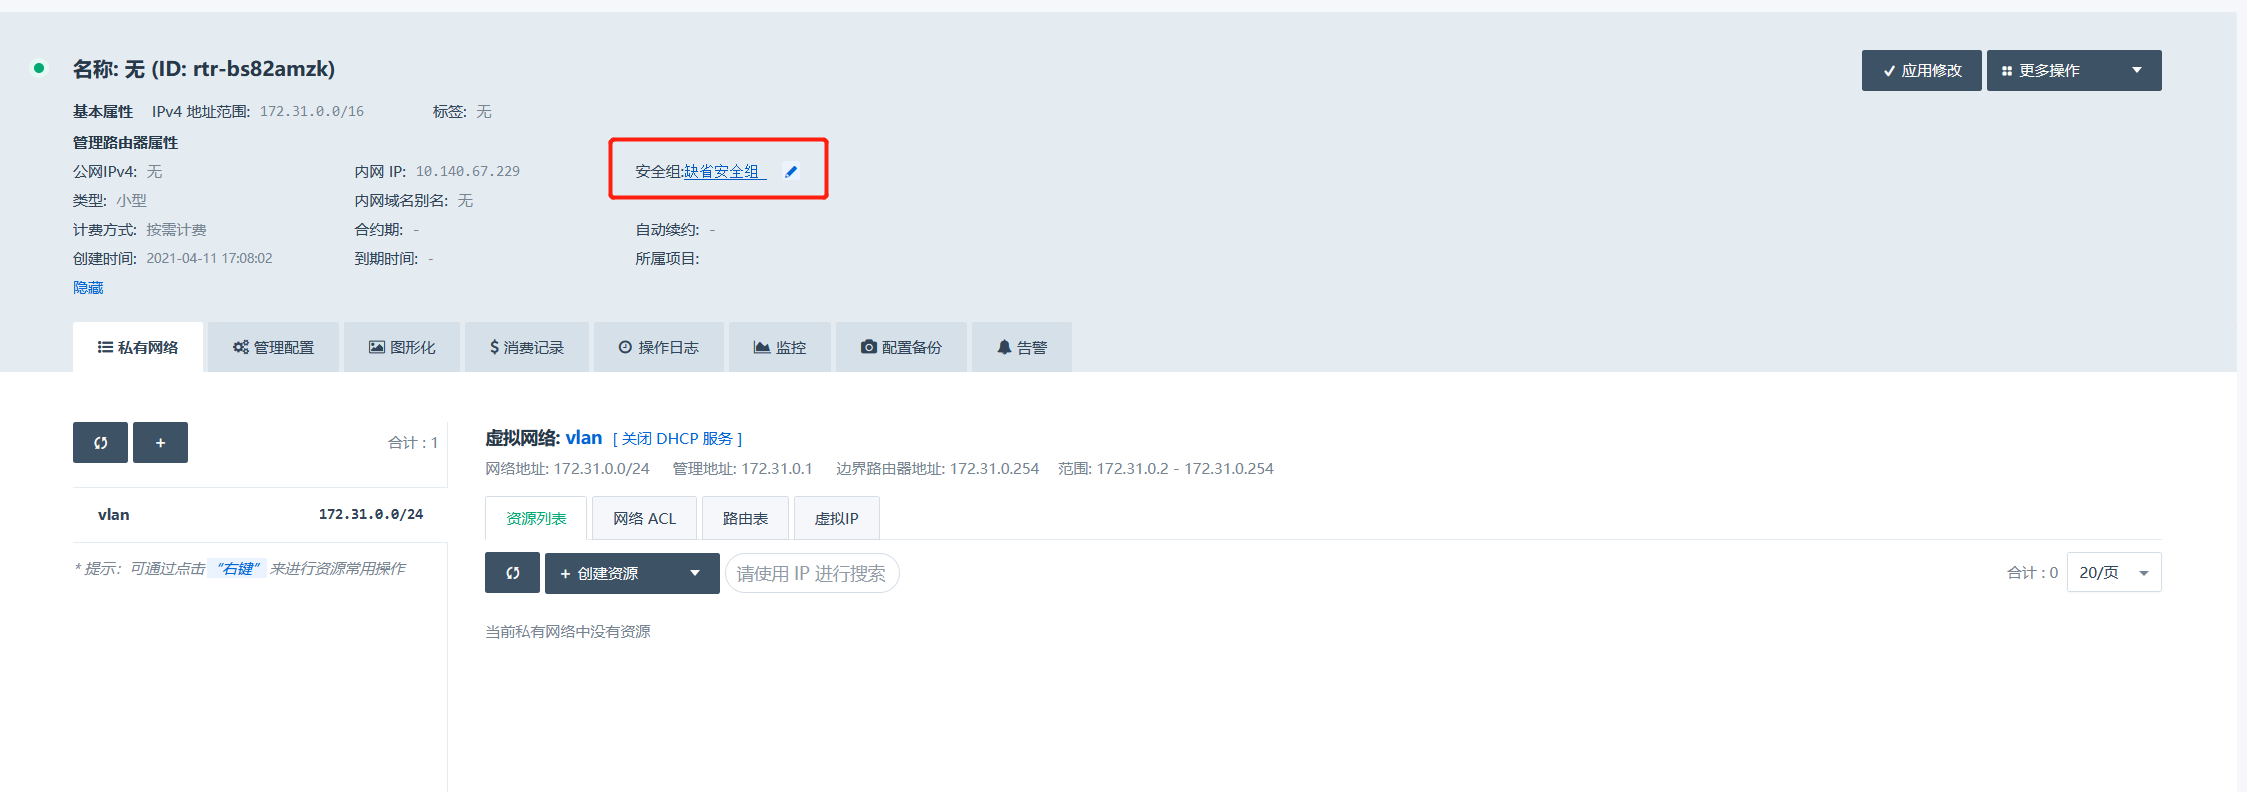 名称: 无 (ID: rtr-bs82amzk)
应用修改 更多操作
基本属性 IPv4 地址范围: 172.31.0.0/16 标签: 无
管理路由器属性
公网IPv4: 无 内网 IP: 10.140.67.229 安全组:缺省安全组
类型: 小型 内网域名别名: 无
计费方式: 按需计费 合约期: - 自动续约: -
创建时间: 2021-04-11 17:08:02 到期时间: - 所属项目:
隐藏
私有网络 管理配置 图形化 消费记录 操作日志 监控 配置备份 告警
+ 合计 : 1
vlan 172.31.0.0/24
* 提示：可通过点击 “右键” 来进行资源常用操作
虚拟网络: vlan [ 关闭 DHCP 服务 ]
网络地址: 172.31.0.0/24 管理地址: 172.31.0.1 边界路由器地址: 172.31.0.254 范围: 172.31.0.2 - 172.31.0.254
资源列表 网络 ACL 路由表 虚拟IP
+ 创建资源 请使用 IP 进行搜索 合计 : 0 20/页
当前私有网络中没有资源